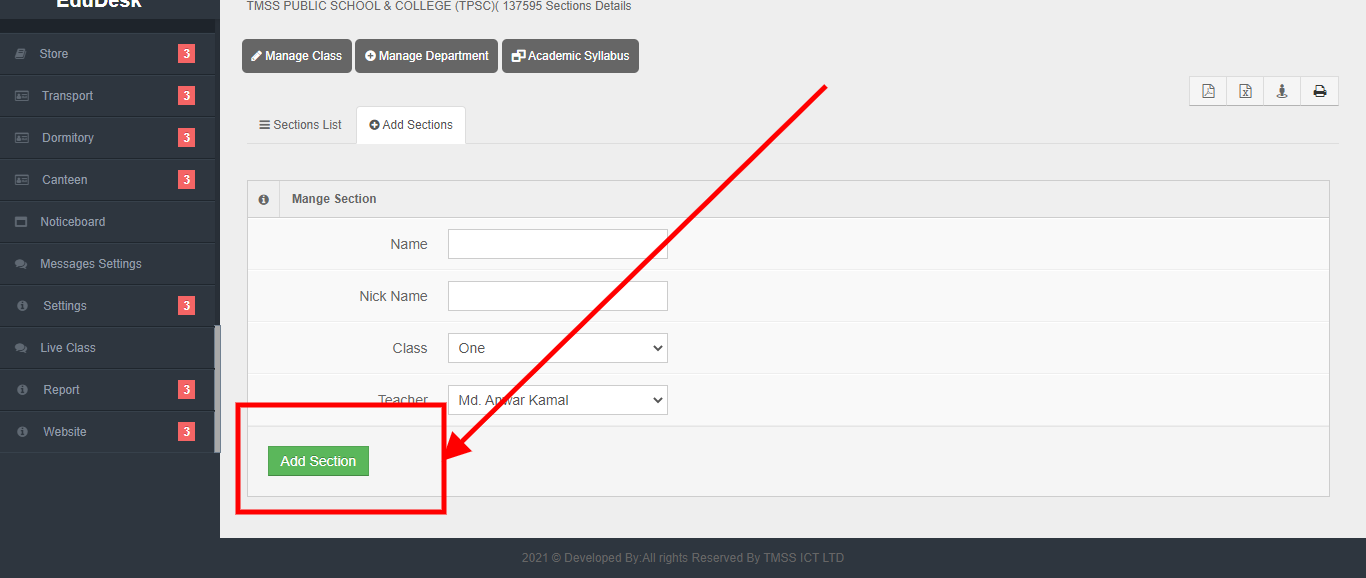 EduDesk
TMSS PUBLIC SCHOOL & COLLEGE (TPSC)( 137595 Sections Details
Store 3
Transport 3
Dormitory 3
Canteen 3
Noticeboard
Messages Settings
Settings 3
Live Class
Report 3
Website 3
Manage Class Manage Department Academic Syllabus
Sections List Add Sections
Mange Section
Name
Nick Name
Class One
Teacher Md. Anwar Kamal
Add Section
2021 © Developed By:All rights Reserved By TMSS ICT LTD